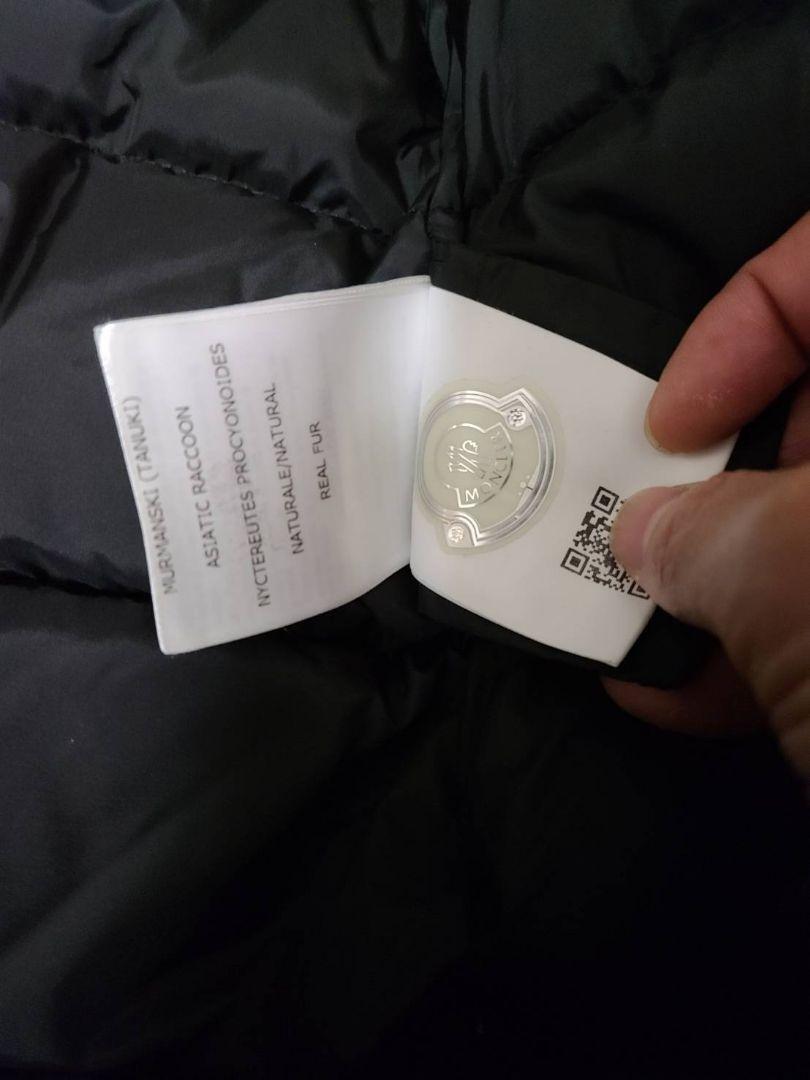 MURMANSKI (TANUKI)
ASIATIC RACCOON
NYCTEREUTES PROCYONOIDES
NATURALE/NATURAL
REAL FUR
MONCLER